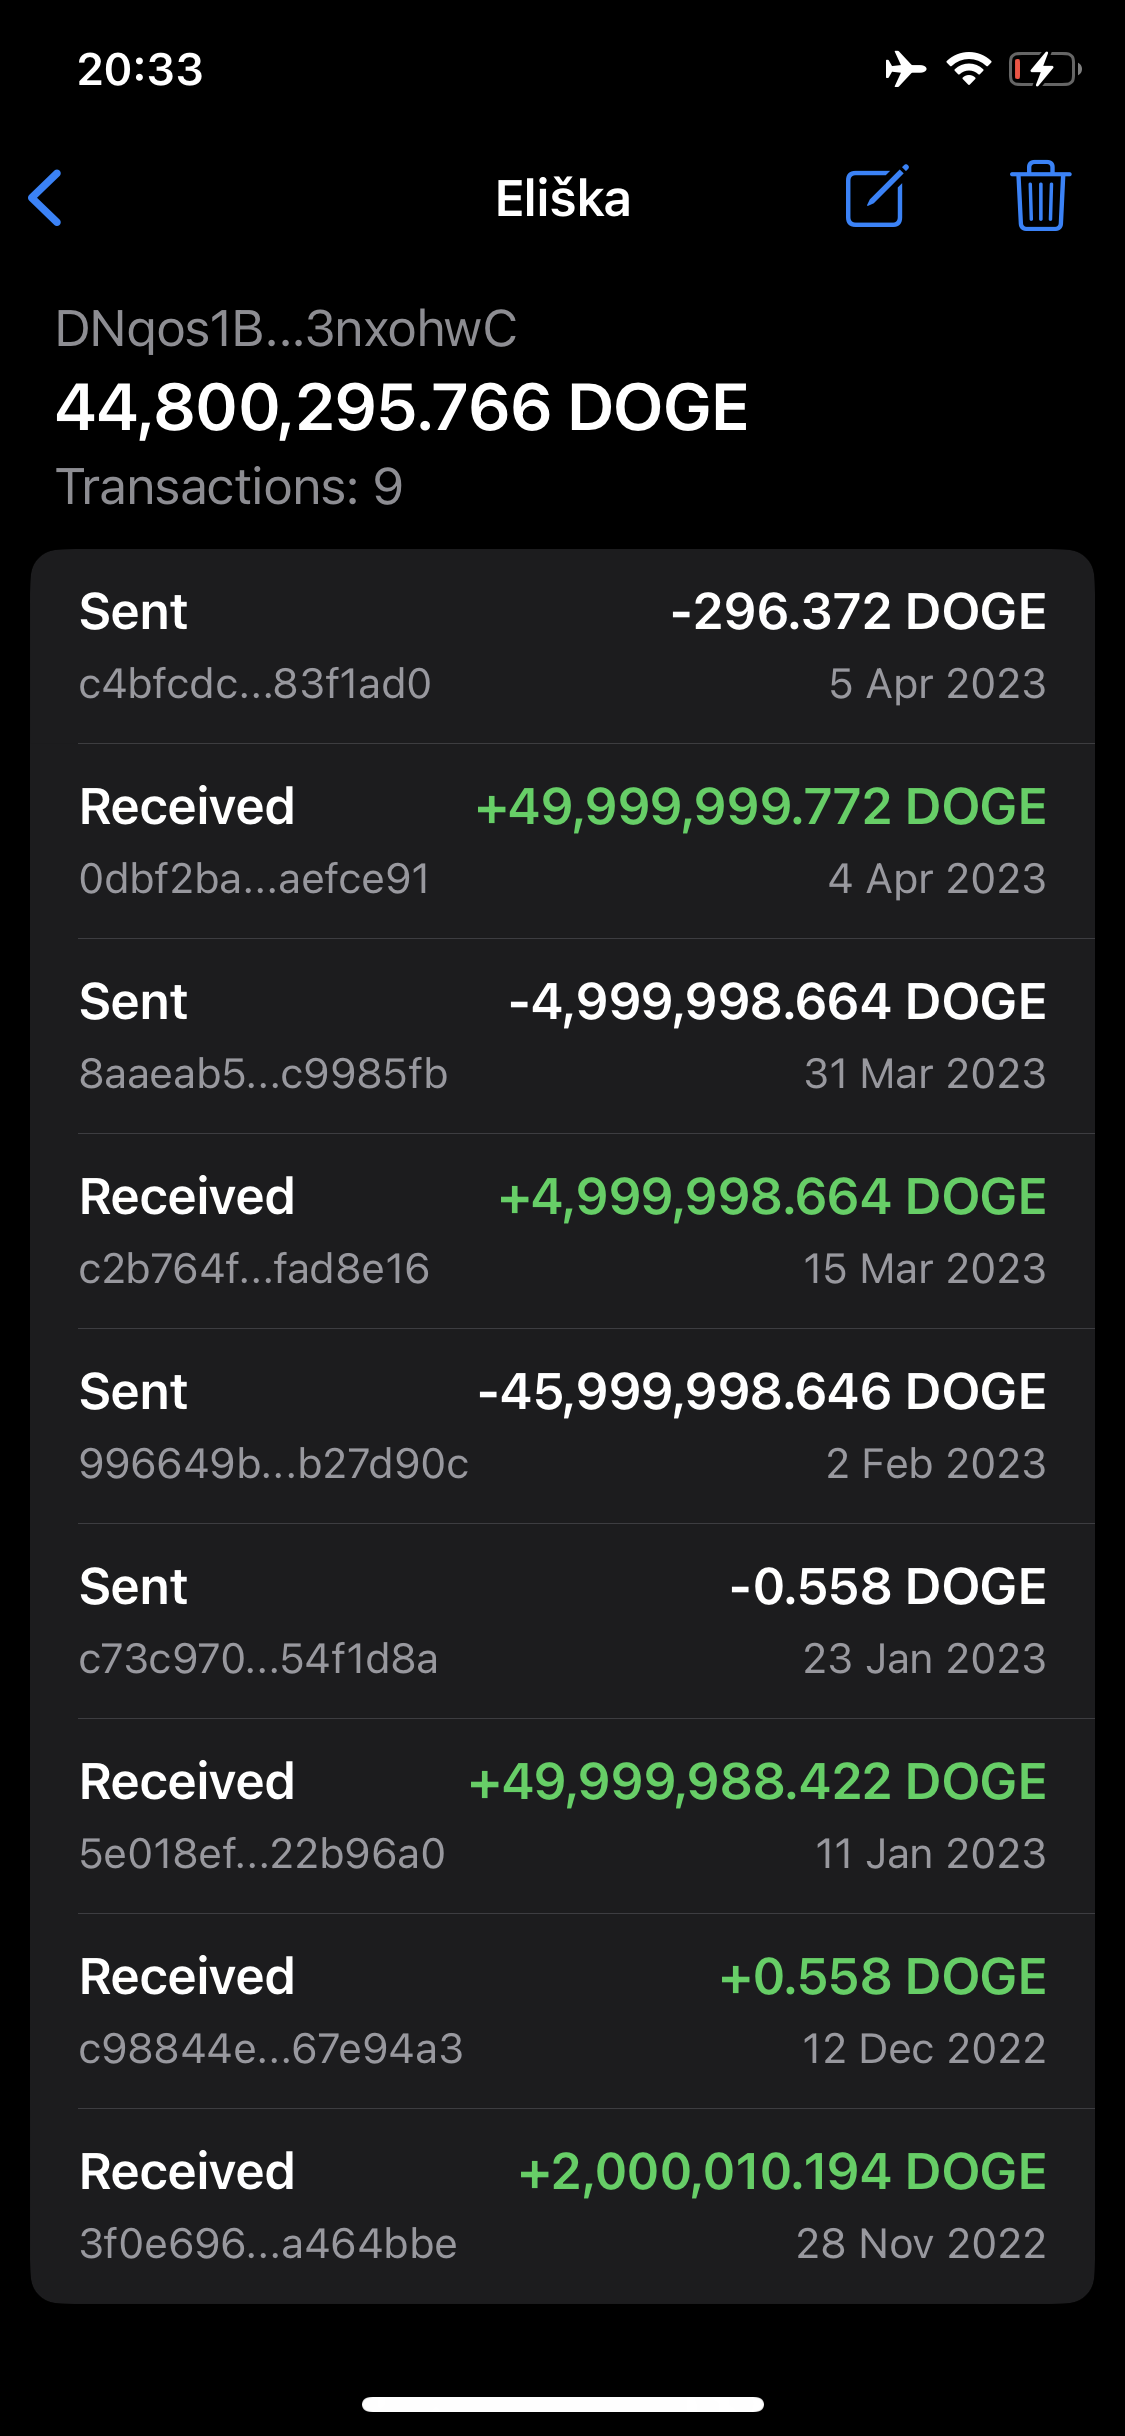 20:33
Eliška
DNqos1B...3nxohwC
44,800,295.766 DOGE
Transactions: 9
Sent -296.372 DOGE
c4bfcdc...83f1ad0 5 Apr 2023
Received +49,999,999.772 DOGE
0dbf2ba...aefce91 4 Apr 2023
Sent -4,999,998.664 DOGE
8aaeab5...c9985fb 31 Mar 2023
Received +4,999,998.664 DOGE
c2b764f...fad8e16 15 Mar 2023
Sent -45,999,998.646 DOGE
996649b...b27d90c 2 Feb 2023
Sent -0.558 DOGE
c73c970...54f1d8a 23 Jan 2023
Received +49,999,988.422 DOGE
5e018ef...22b96a0 11 Jan 2023
Received +0.558 DOGE
c98844e...67e94a3 12 Dec 2022
Received +2,000,010.194 DOGE
3f0e696...a464bbe 28 Nov 2022